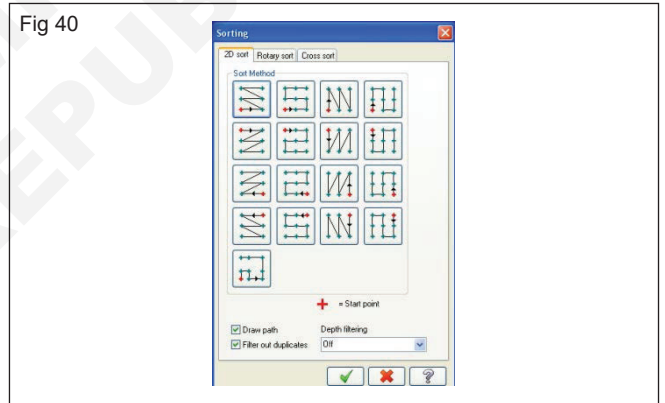 Fig 40
Sorting
2D sort Rotary sort Cross sort
Sort Method
= Start point
Draw path Depth filtering
Filter out duplicates Off